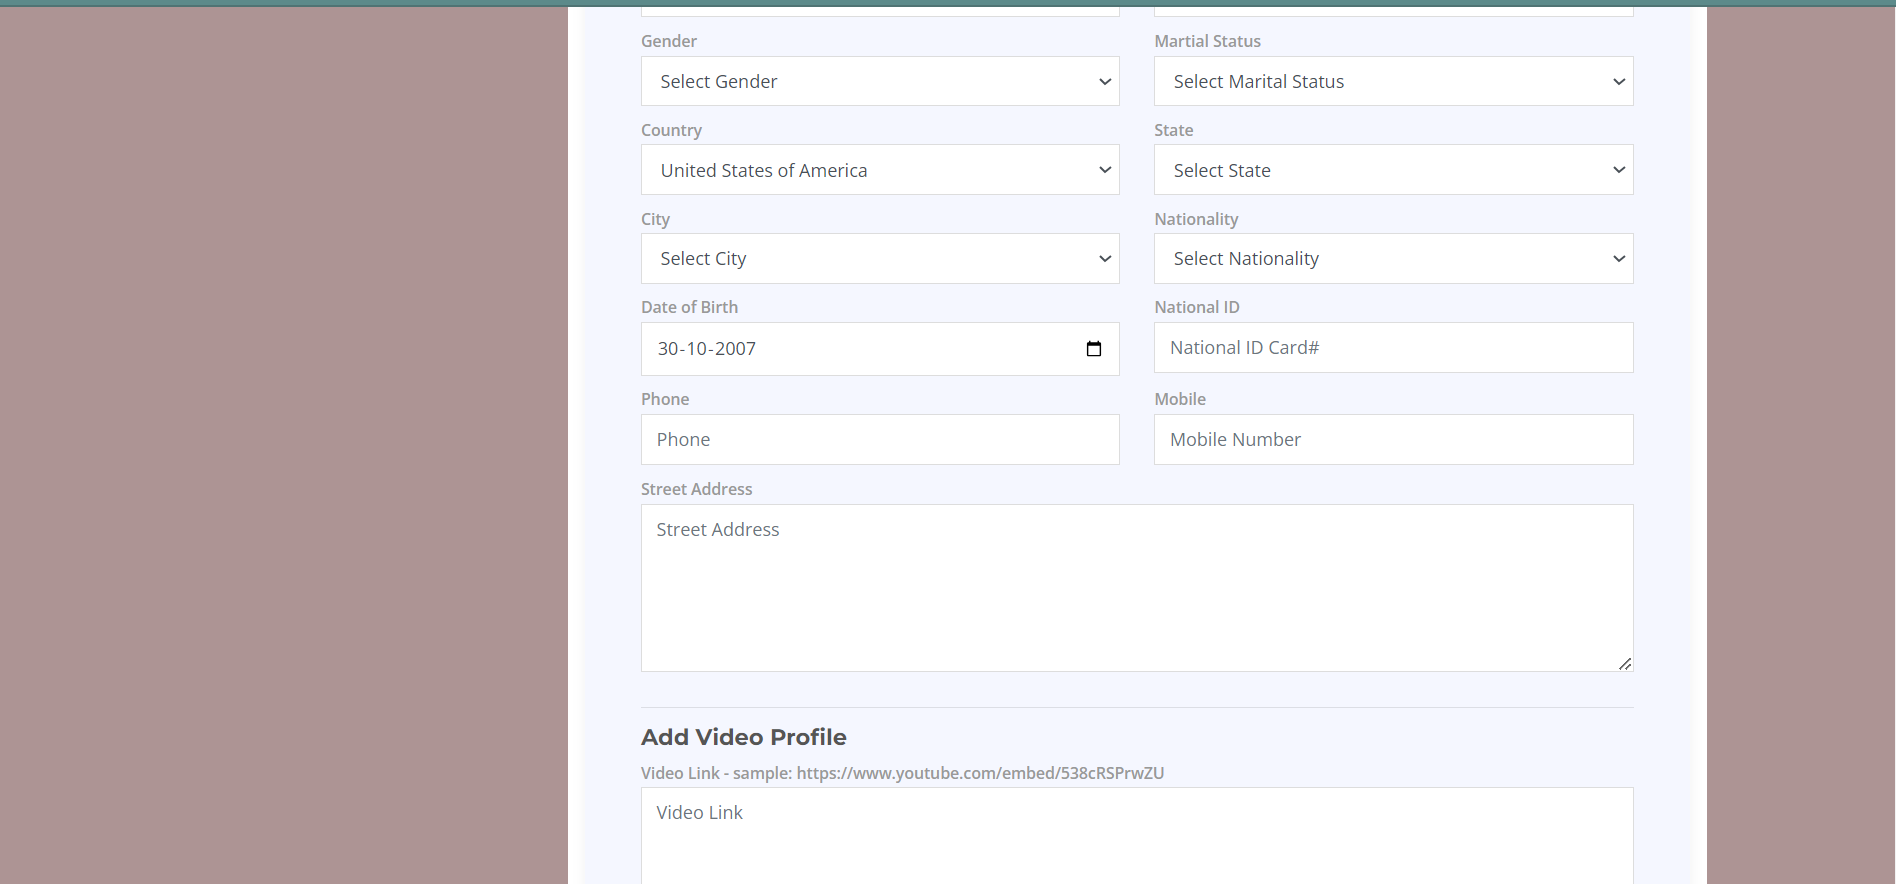 Gender
Martial Status
Select Gender
Select Marital Status
Country
State
United States of America
Select State
City
Nationality
Select City
Select Nationality
Date of Birth
National ID
30-10-2007
National ID Card#
Phone
Mobile
Phone
Mobile Number
Street Address
Street Address
Add Video Profile
Video Link - sample: https://www.youtube.com/embed/538cRSPrwZU
Video Link